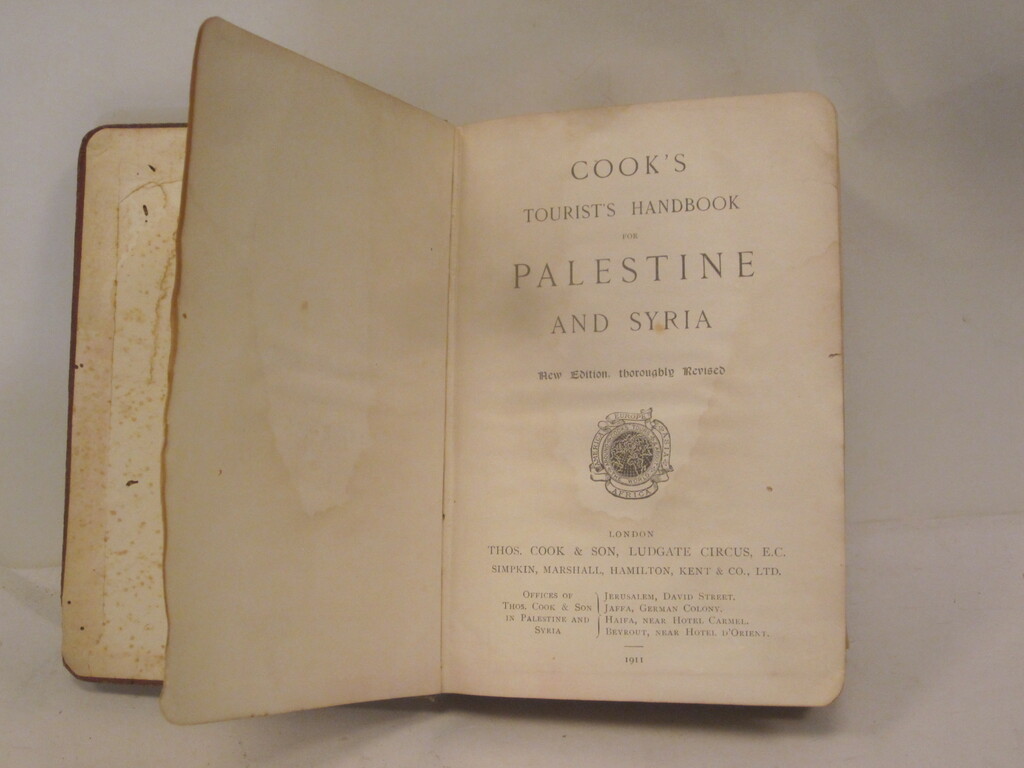 COOK'S
TOURIST'S HANDBOOK
FOR
PALESTINE
AND SYRIA
New Edition, thoroughly Revised
EUROPE
AFRICA
LONDON
THOS. COOK & SON, LUDGATE CIRCUS, E.C.
SIMPKIN, MARSHALL, HAMILTON, KENT & CO., LTD.
OFFICES OF
THOS. COOK & SON
IN PALESTINE AND
SYRIA
JERUSALEM, DAVID STREET.
JAFFA, GERMAN COLONY.
HAIFA, NEAR HOTEL CARMEL.
BEYROUT, NEAR HOTEL D'ORIENT.
1911